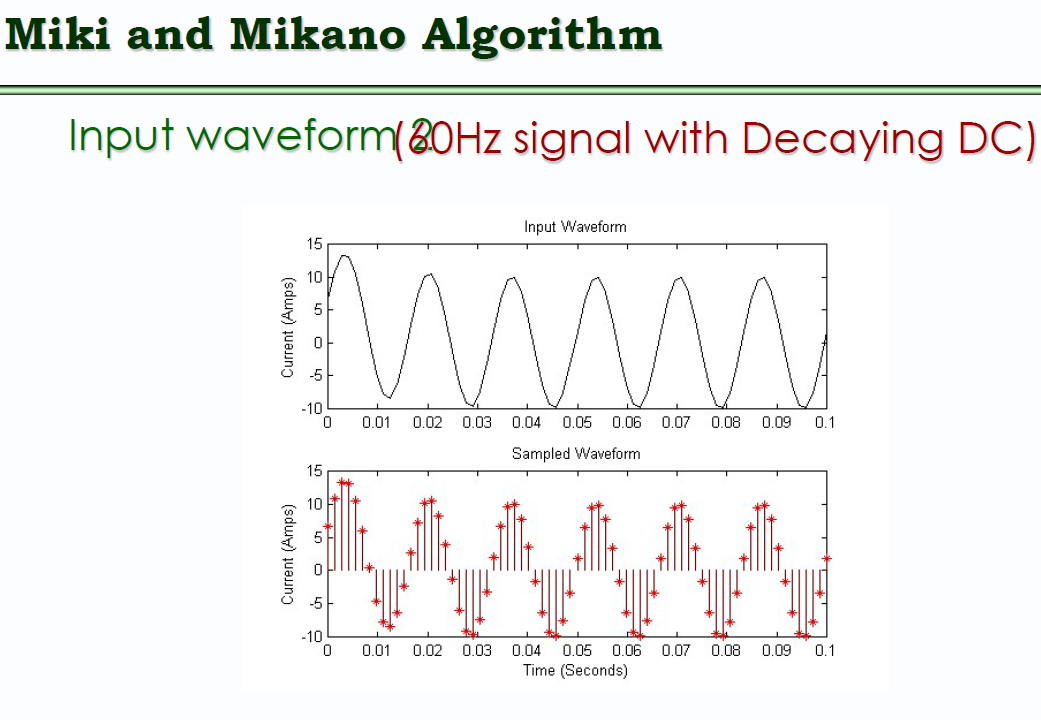 Miki and Mikano Algorithm
Input waveform 2
(60Hz signal with Decaying DC)
Input Waveform
15
10
5
0
-5
-10
Current (Amps)
0 0.01 0.02 0.03 0.04 0.05 0.06 0.07 0.08 0.09 0.1
Sampled Waveform
15
10
5
0
-5
-10
Current (Amps)
0 0.01 0.02 0.03 0.04 0.05 0.06 0.07 0.08 0.09 0.1
Time (Seconds)